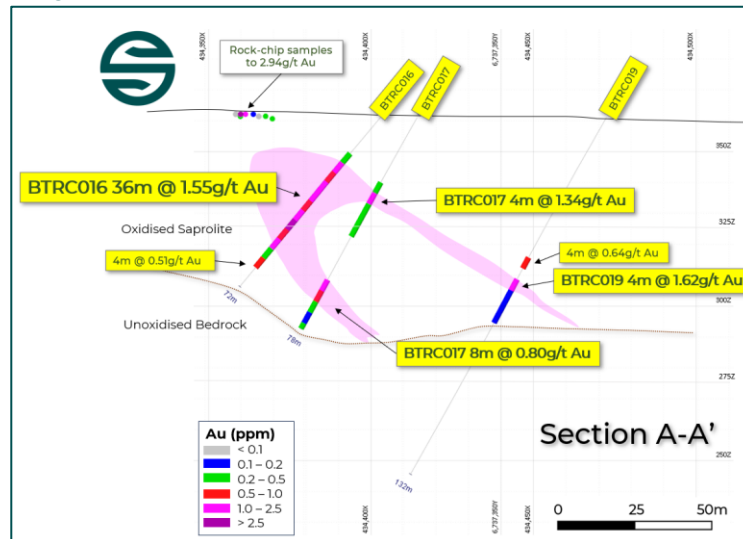 434,350X
434,400X
6,737,350Y
434,450X
434,500X
Rock-chip samples
to 2.94g/t Au
BTRC016
BTRC017
BTRC019
350Z
BTRC016 36m @ 1.55g/t Au
BTRC017 4m @ 1.34g/t Au
Oxidised Saprolite
325Z
4m @ 0.51g/t Au
4m @ 0.64g/t Au
BTRC019 4m @ 1.62g/t Au
72m
300Z
Unoxidised Bedrock
78m
BTRC017 8m @ 0.80g/t Au
275Z
Au (ppm)
< 0.1
0.1 – 0.2
0.2 – 0.5
0.5 – 1.0
1.0 – 2.5
> 2.5
Section A-A’
250Z
132m
0 25 50m
434,400X
6,737,350Y
434,450X
434,500X